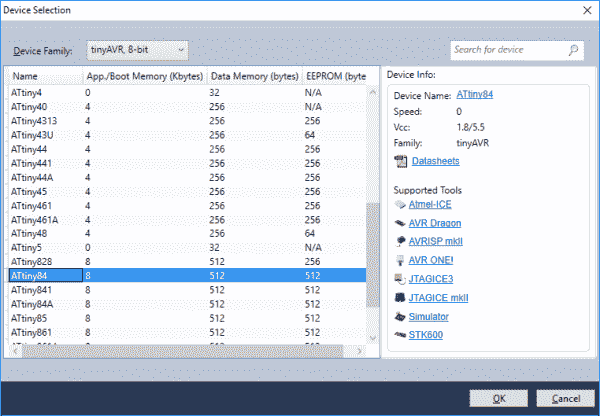 Device Selection
Device Family: tinyAVR, 8-bit
Search for device
Name App./Boot Memory (Kbytes) Data Memory (bytes) EEPROM (byte
ATtiny4 0 32 N/A
ATtiny40 4 256 N/A
ATtiny4313 4 256 256
ATtiny43U 4 256 64
ATtiny44 4 256 256
ATtiny441 4 256 256
ATtiny44A 4 256 256
ATtiny45 4 256 256
ATtiny461 4 256 256
ATtiny461A 4 256 256
ATtiny48 4 256 64
ATtiny5 0 32 N/A
ATtiny828 8 512 256
ATtiny84 8 512 512
ATtiny841 8 512 512
ATtiny84A 8 512 512
ATtiny85 8 512 512
ATtiny861 8 512 512
Device Info:
Device Name: ATtiny84
Speed: 0
Vcc: 1.8/5.5
Family: tinyAVR
Datasheets
Supported Tools
Atmel-ICE
AVR Dragon
AVRISP mkII
AVR ONE!
JTAGICE3
JTAGICE mkII
Simulator
STK600
OK Cancel